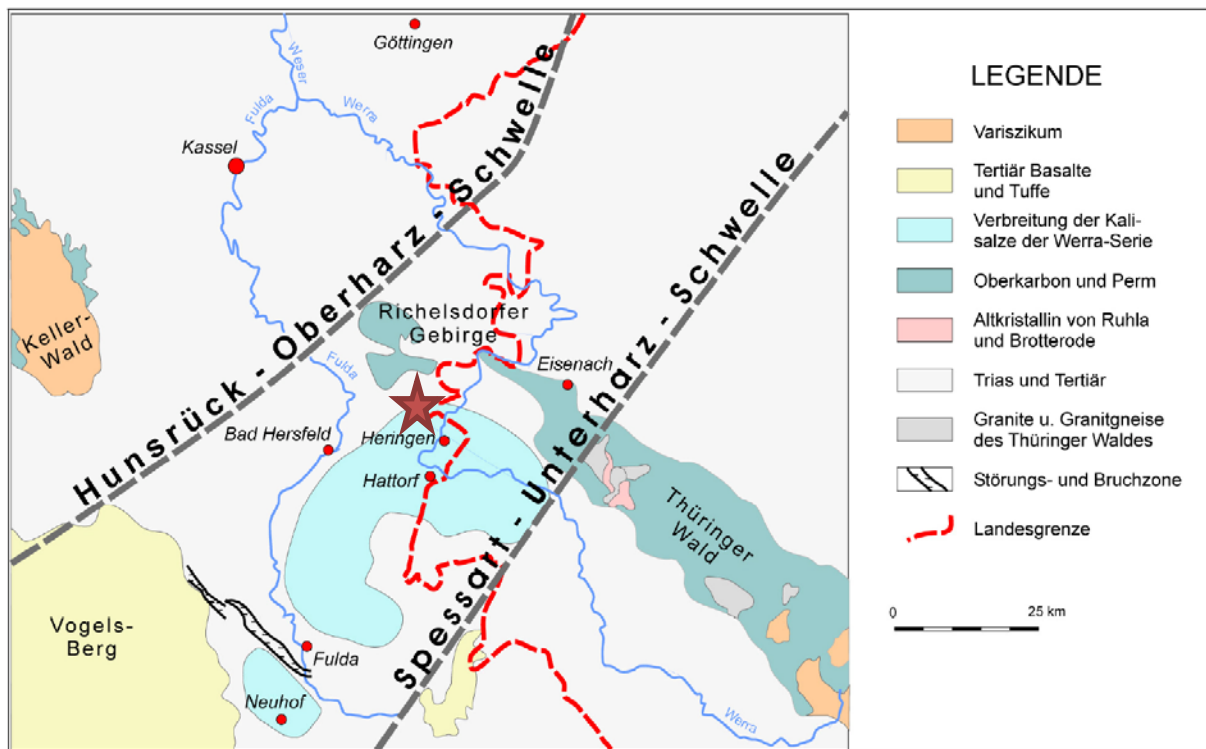 Göttingen
Weser
Fulda
Werra
Kassel
Hunsrück - Oberharz - Schwelle
Spessart - Unterharz - Schwelle
Keller-
Wald
Richelsdorfer
Gebirge
Fulda
Eisenach
Bad Hersfeld
Heringen
Hattorf
Thüringer
Wald
Vogels-
Berg
Fulda
Neuhof
Werra
LEGENDE
Variszikum
Tertiär Basalte
und Tuffe
Verbreitung der Kali-
salze der Werra-Serie
Oberkarbon und Perm
Altkristallin von Ruhla
und Brotterode
Trias und Tertiär
Granite u. Granitgneise
des Thüringer Waldes
Störungs- und Bruchzone
Landesgrenze
0 25 km